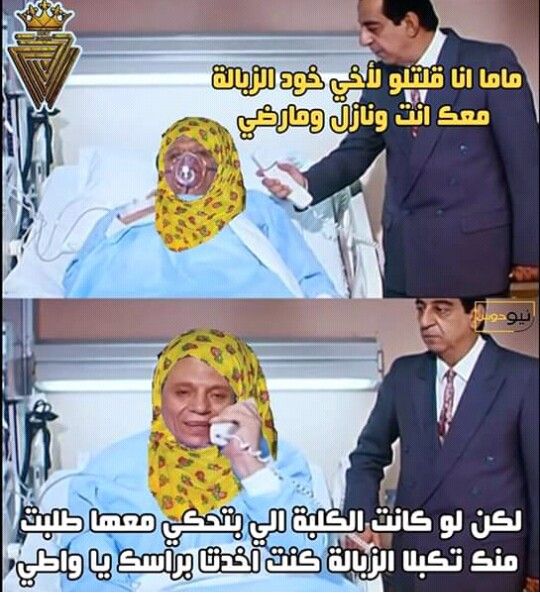 ماما انا قلتلو لأخي خود الزبالة
معك انت ونازل ومارضي
نيو
لكن لو كانت الكلبة الي بتحكي معها طلبت
منك تكبلا الزبالة كنت اخدتا براسك يا واطي